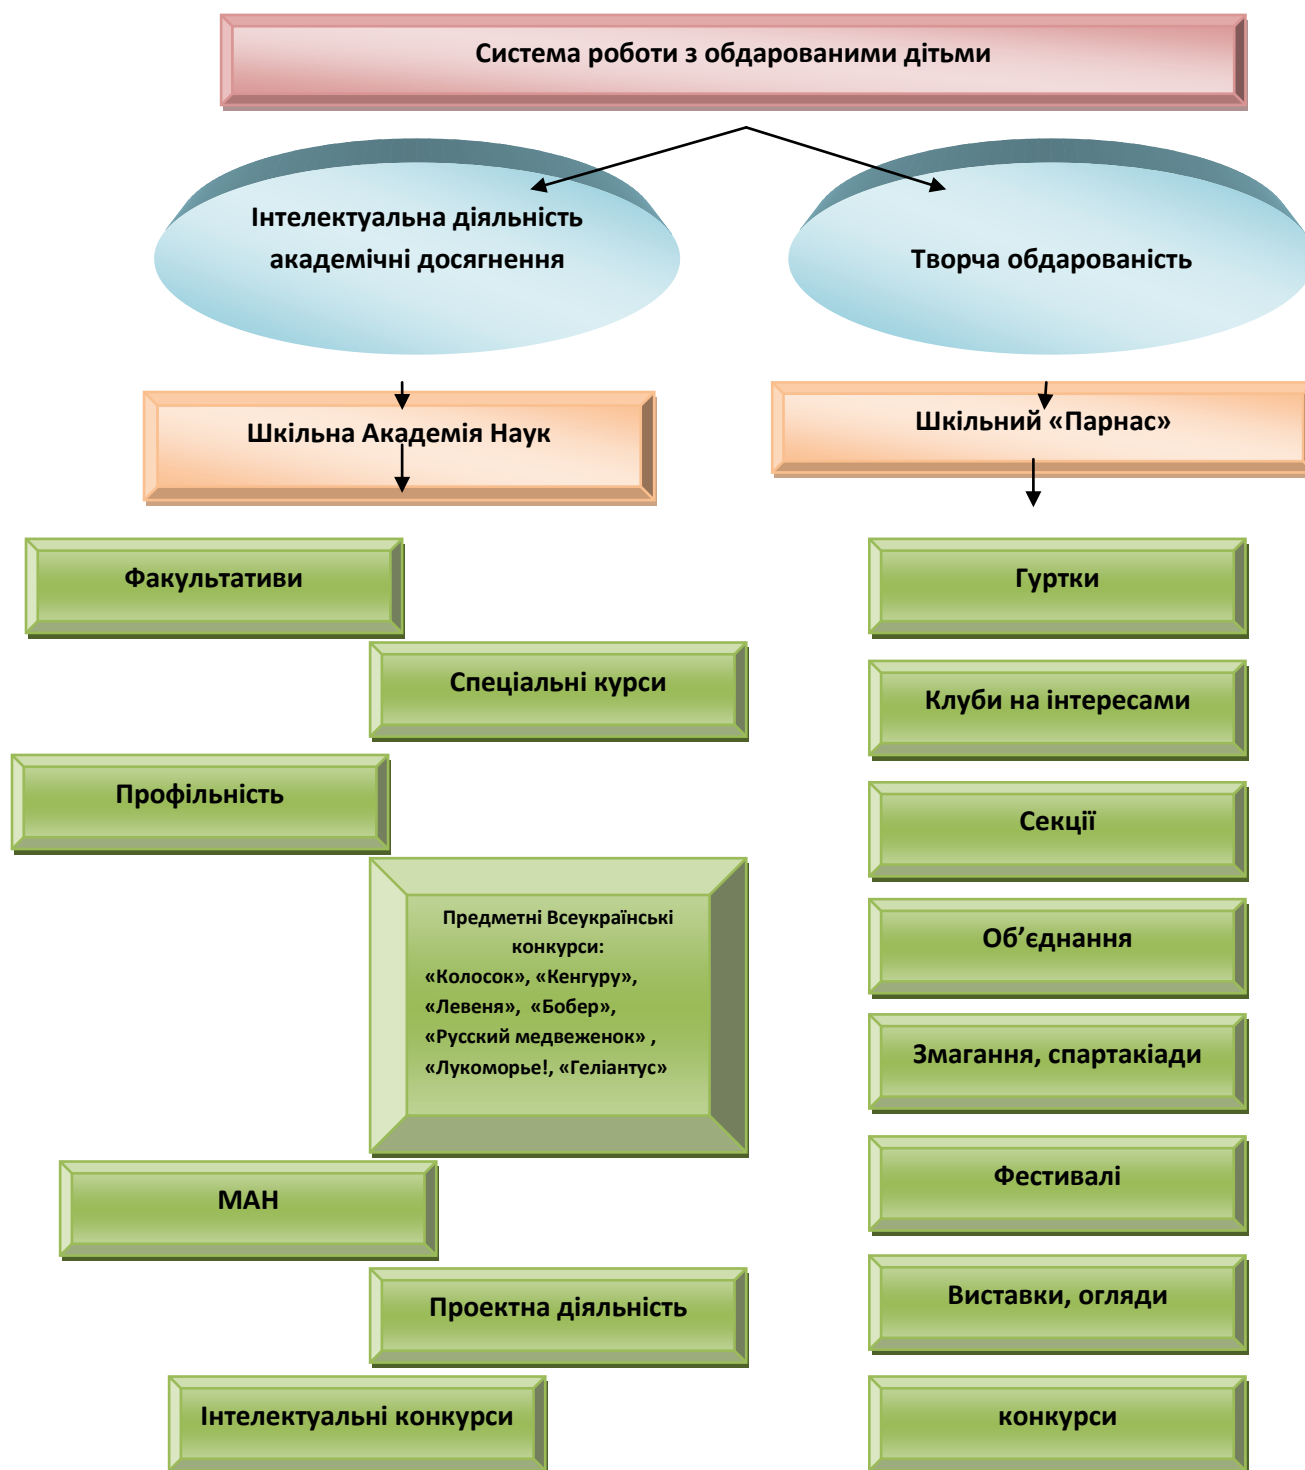 Система роботи з обдарованими дітьми
Інтелектуальна діяльність
академічні досягнення
Творча обдарованість
Шкільна Академія Наук
Шкільний «Парнас»
Факультативи
Гуртки
Спеціальні курси
Клуби на інтересами
Профільність
Секції
Предметні Всеукраїнські
конкурси:
«Колосок», «Кенгуру»,
«Левеня», «Бобер»,
«Русский медвеженок» ,
«Лукоморье!, «Геліантус»
Об’єднання
Змагання, спартакіади
МАН
Фестивалі
Проектна діяльність
Виставки, огляди
Інтелектуальні конкурси
конкурси